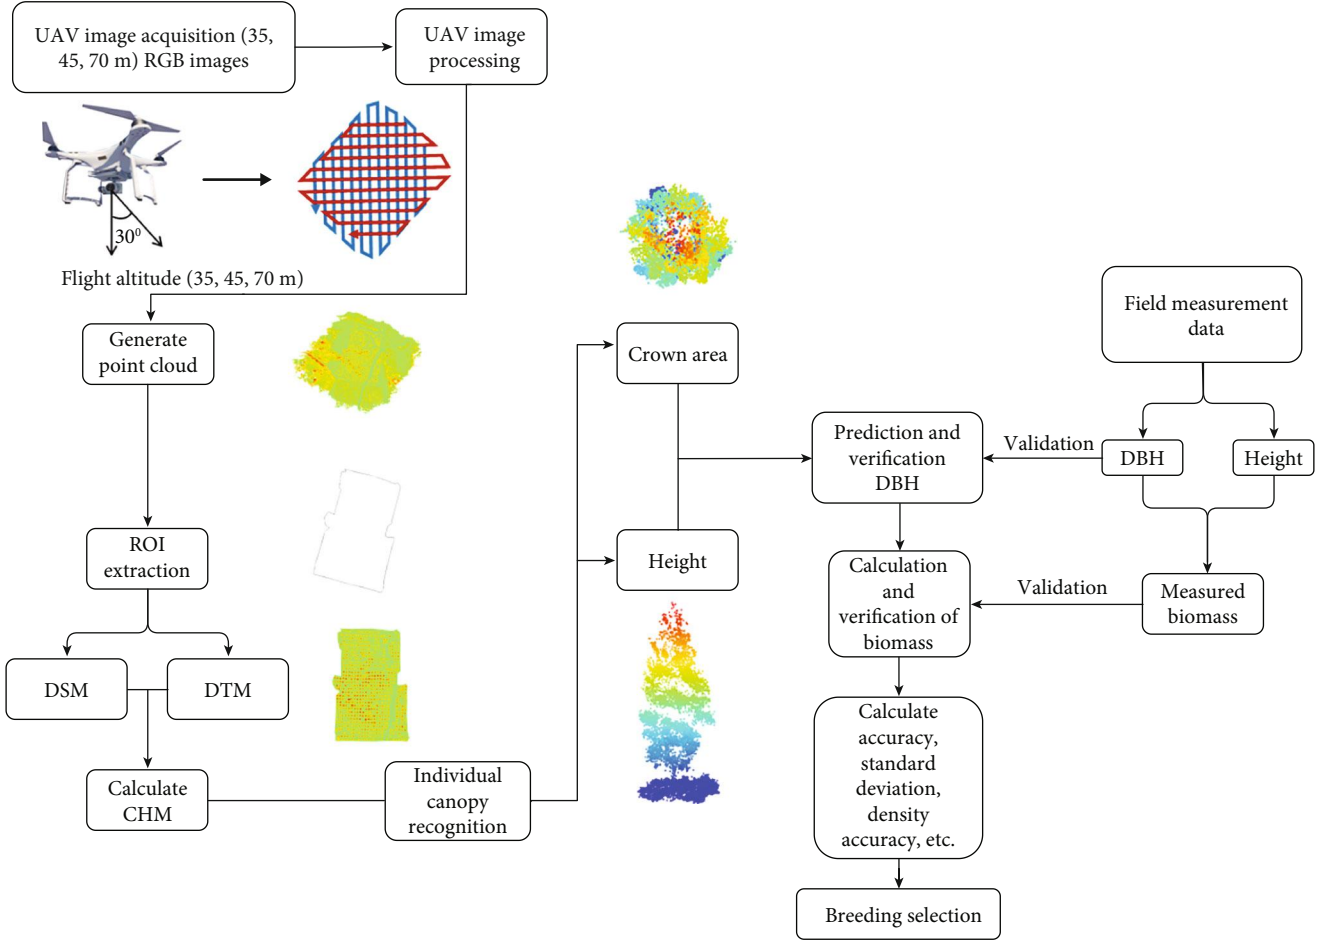 UAV image acquisition (35,
45, 70 m) RGB images
UAV image
processing
30⁰
Flight altitude (35, 45, 70 m)
Generate
point cloud
ROI
extraction
DSM
DTM
Calculate
CHM
Individual
canopy
recognition
Crown area
Height
Prediction and
verification
DBH
Validation
Field measurement
data
DBH
Height
Calculation
and
verification of
biomass
Validation
Measured
biomass
Calculate
accuracy,
standard
deviation,
density
accuracy, etc.
Breeding selection